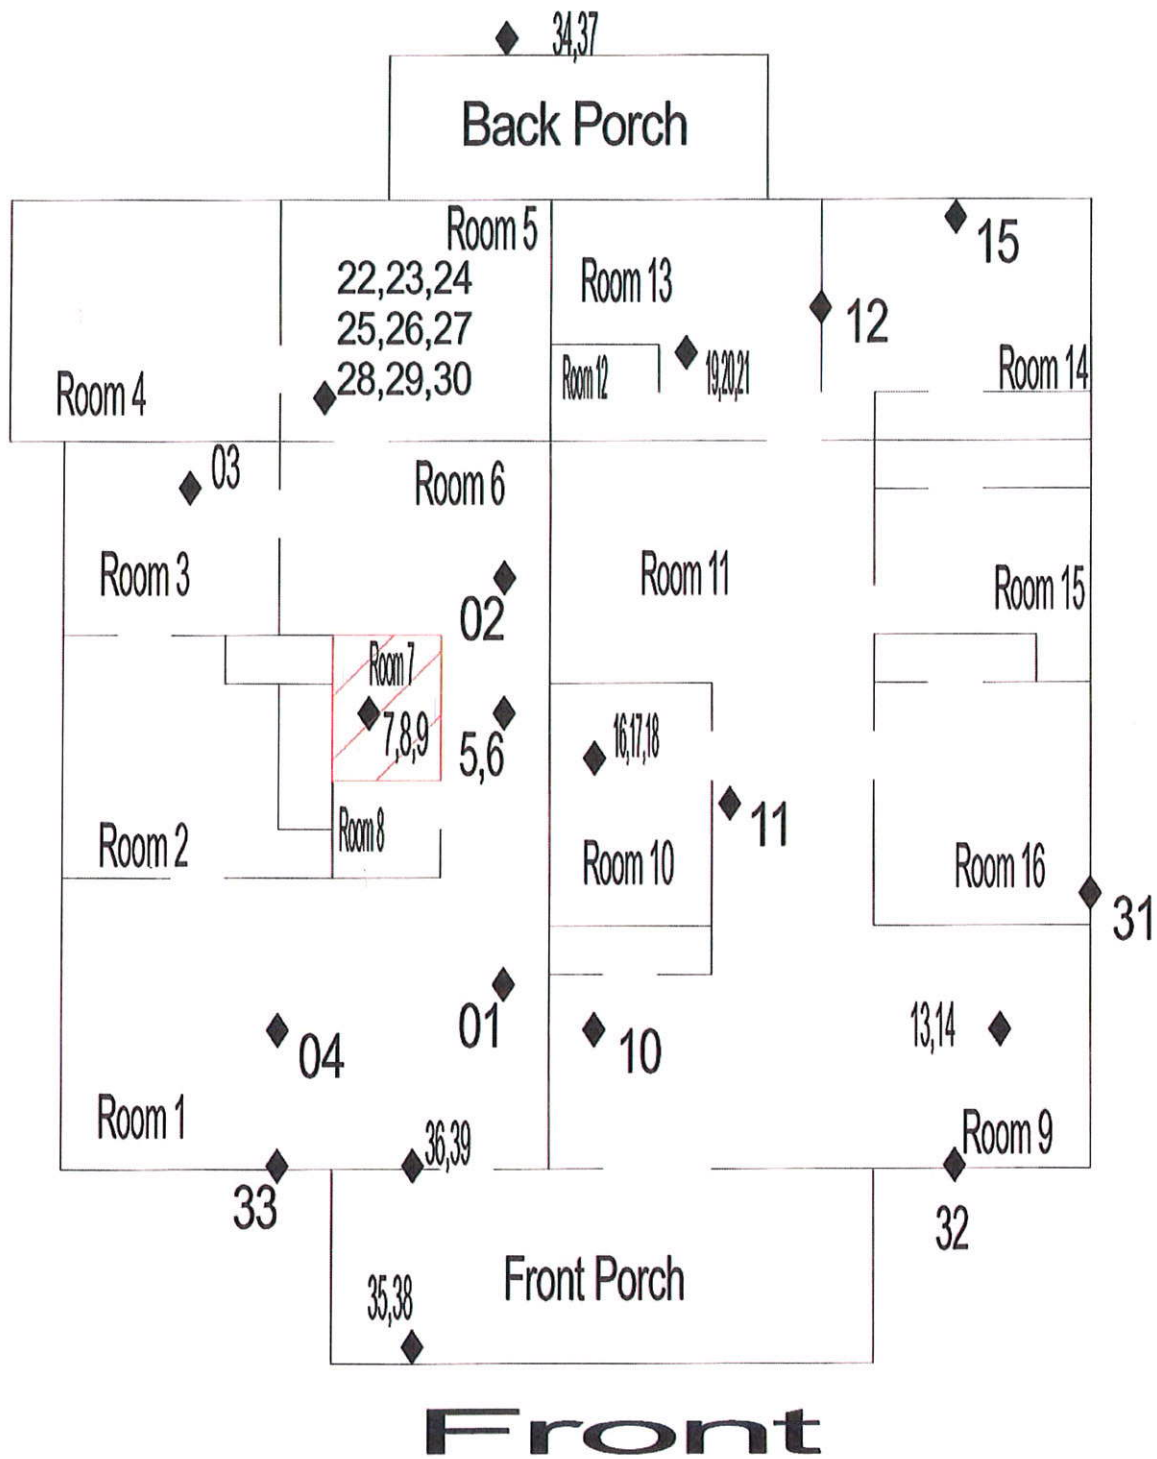 34,37
Back Porch
Room 5
22,23,24
25,26,27
28,29,30
Room 4
Room 13
15
12
Room 12
19,20,21
Room 14
03
Room 6
Room 3
02
Room 11
Room 15
Room 7
7,8,9
5,6
16,17,18
11
Room 8
Room 2
Room 10
Room 16
31
01
04
10
13,14
Room 1
36,39
Room 9
33
32
Front Porch
35,38
Front